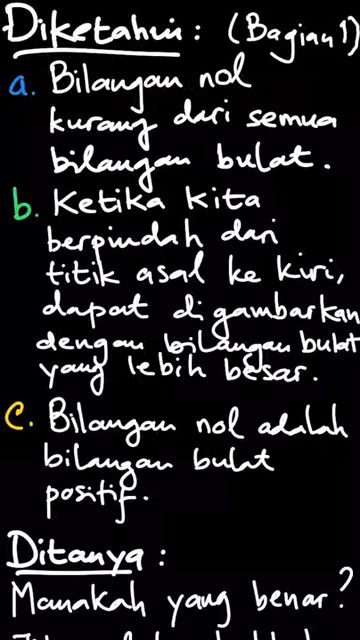 Diketahui : (Bagian 1)
a. Bilangan nol
kurang dari semua
bilangan bulat.
b. Ketika kita
berpindah dari
titik asal ke kiri,
dapat digambarkan
dengan bilangan bulat
yang lebih besar.
c. Bilangan nol adalah
bilangan bulat
positif.
Ditanya :
Manakah yang benar?